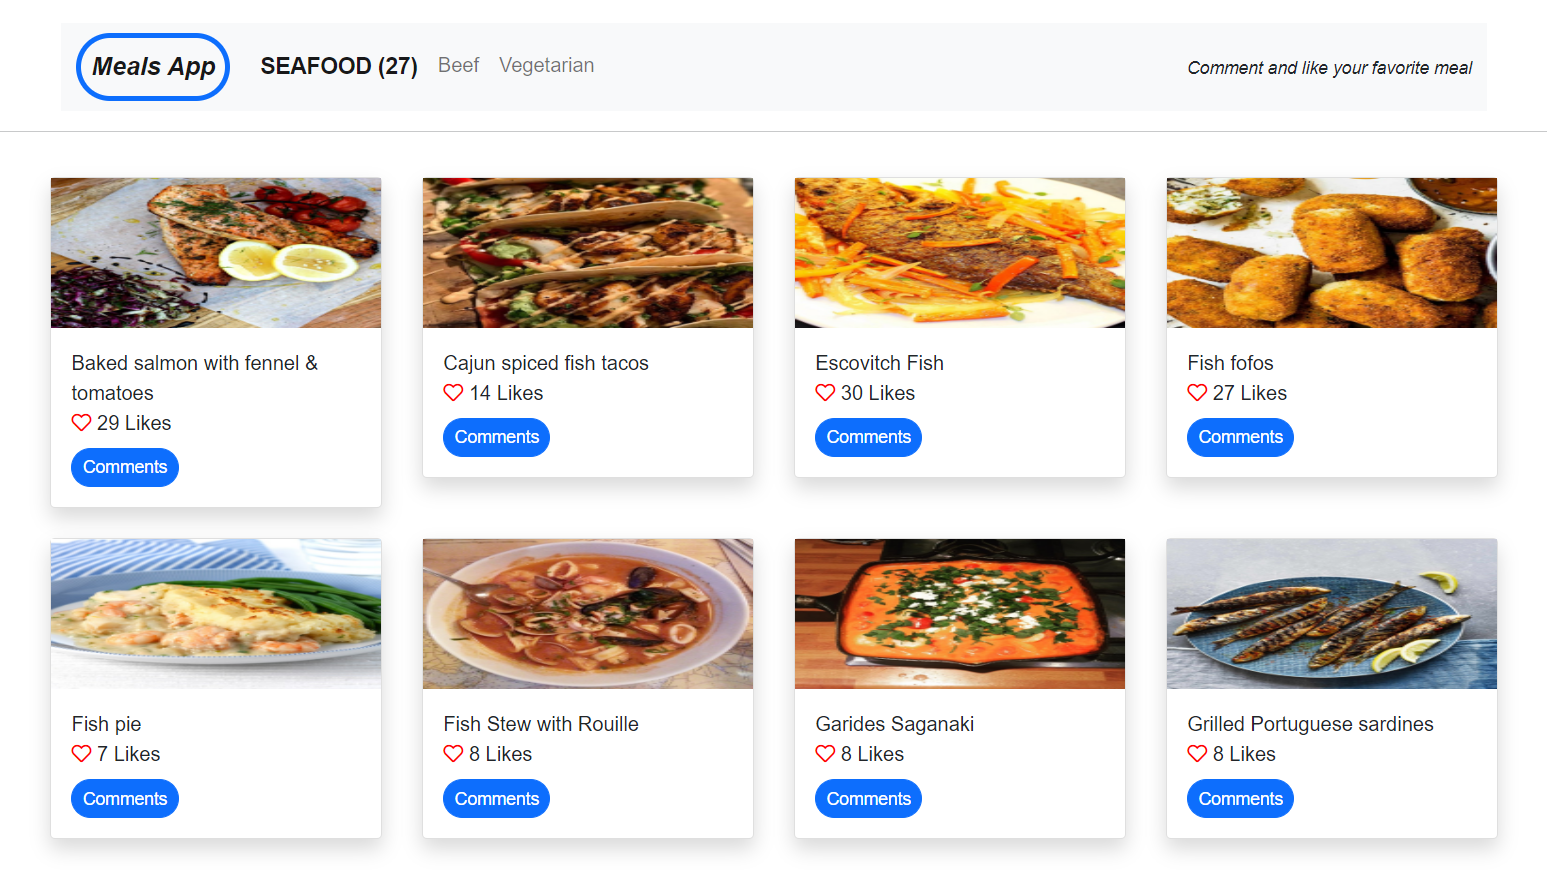 Meals App
SEAFOOD (27)
Beef
Vegetarian
Comment and like your favorite meal
Baked salmon with fennel &
tomatoes
29 Likes
Comments
Cajun spiced fish tacos
14 Likes
Comments
Escovitch Fish
30 Likes
Comments
Fish fofos
27 Likes
Comments
Fish pie
7 Likes
Comments
Fish Stew with Rouille
8 Likes
Comments
Garides Saganaki
8 Likes
Comments
Grilled Portuguese sardines
8 Likes
Comments